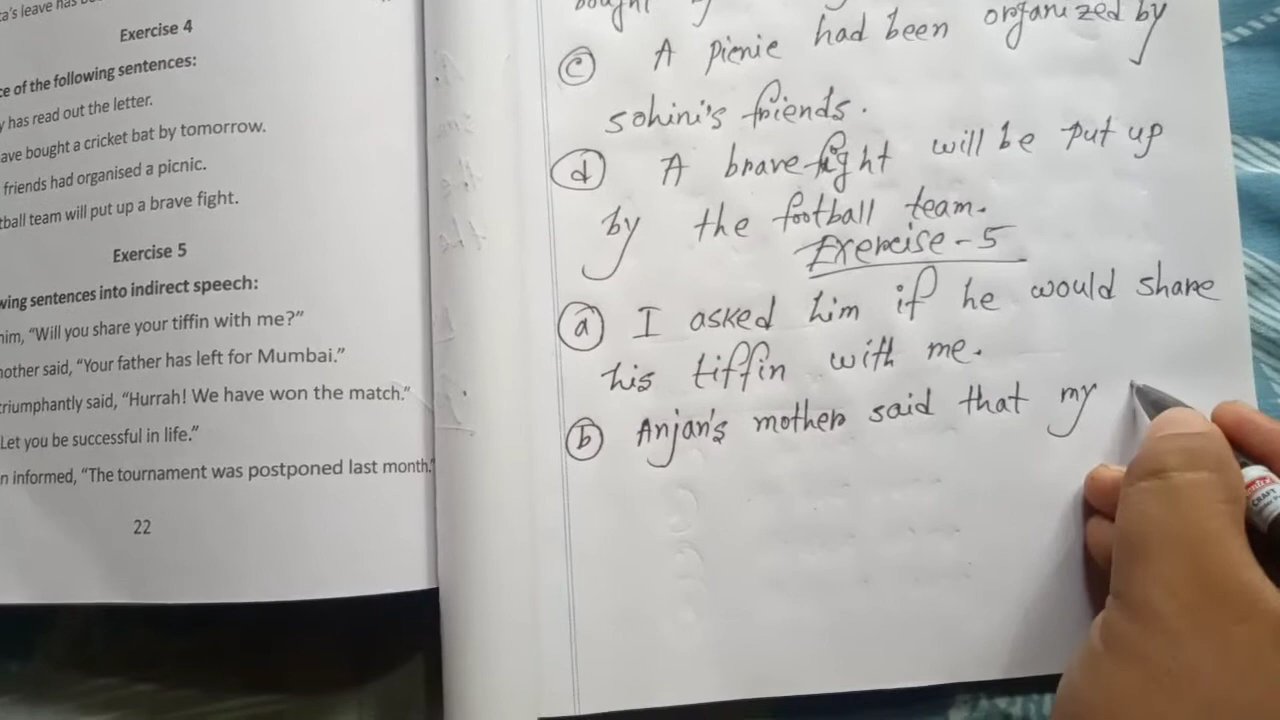 ta's leave has
Exercise 4
ce of the following sentences:
y has read out the letter.
ave bought a cricket bat by tomorrow.
friends had organised a picnic.
tball team will put up a brave fight.
Exercise 5
wing sentences into indirect speech:
him, “Will you share your tiffin with me?”
mother said, “Your father has left for Mumbai.”
triumphantly said, “Hurrah! We have won the match.”
Let you be successful in life.”
n informed, “The tournament was postponed last month.”
22
bought
(c) A picnic had been organized by
sohini's friends.
(d) A brave fight will be put up
by the football team.
Exercise-5
(a) I asked him if he would share
his tiffin with me.
(b) Anjan's mother said that my